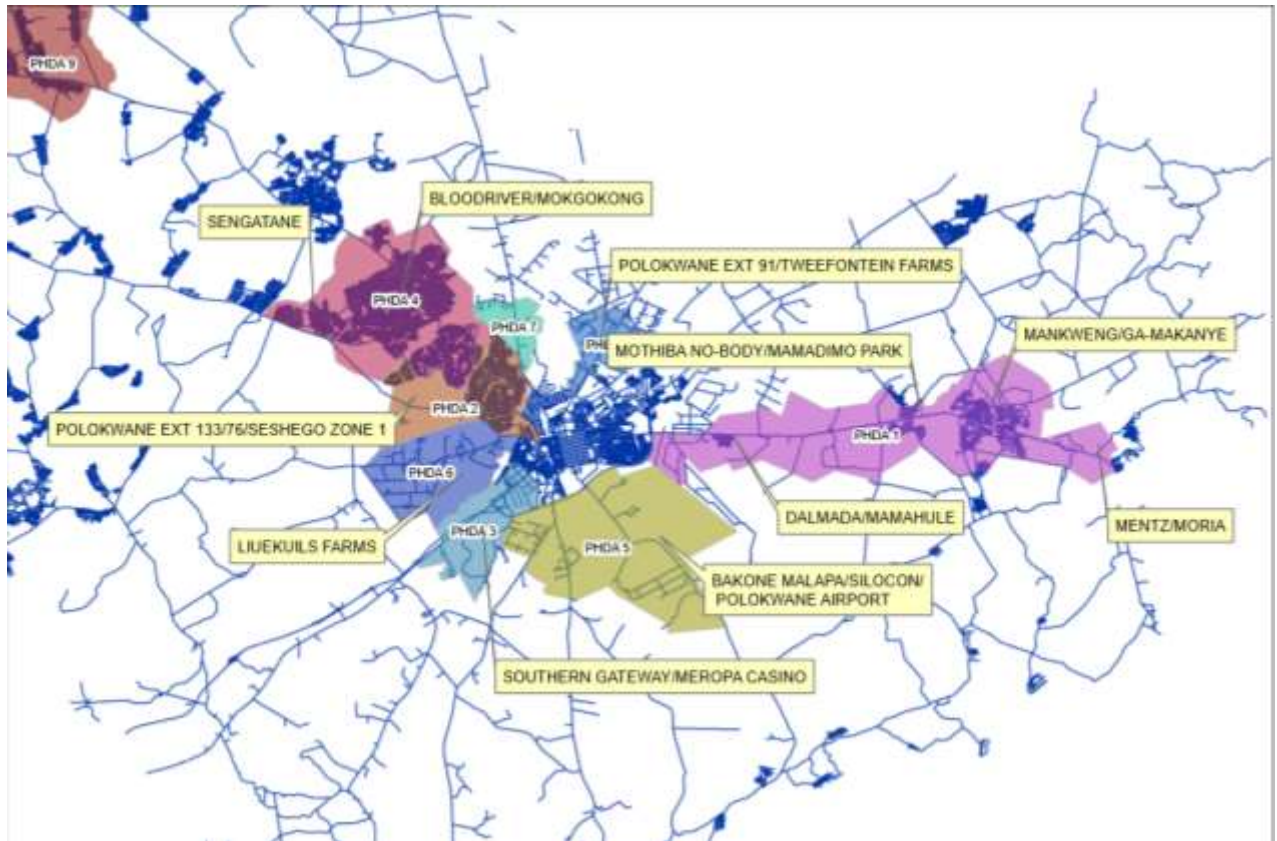 PHDA 9
BLOODRIVER/MOKGOKONG
SENGATANE
POLOKWANE EXT 91/TWEEFONTEIN FARMS
PHDA 4
PHDA 7
MANKWENG/GA-MAKANYE
MOTHIBA NO-BODY/MAMADIMO PARK
PHDA 2
POLOKWANE EXT 133/76/SESHEGO ZONE 1
PHDA 1
PHDA 6
DALMADA/MAMAHULE
MENTZ/MORIA
PHDA 3
LIUEKUILS FARMS
PHDA 5
BAKONE MALAPA/SILOCON/
POLOKWANE AIRPORT
SOUTHERN GATEWAY/MEROPA CASINO